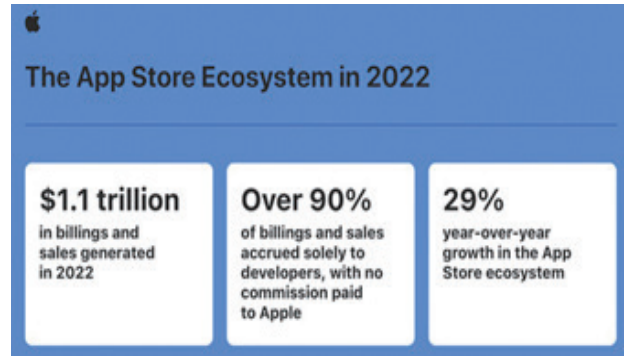 The App Store Ecosystem in 2022
$1.1 trillion
in billings and
sales generated
in 2022
Over 90%
of billings and sales
accrued solely to
developers, with no
commission paid
to Apple
29%
year-over-year
growth in the App
Store ecosystem